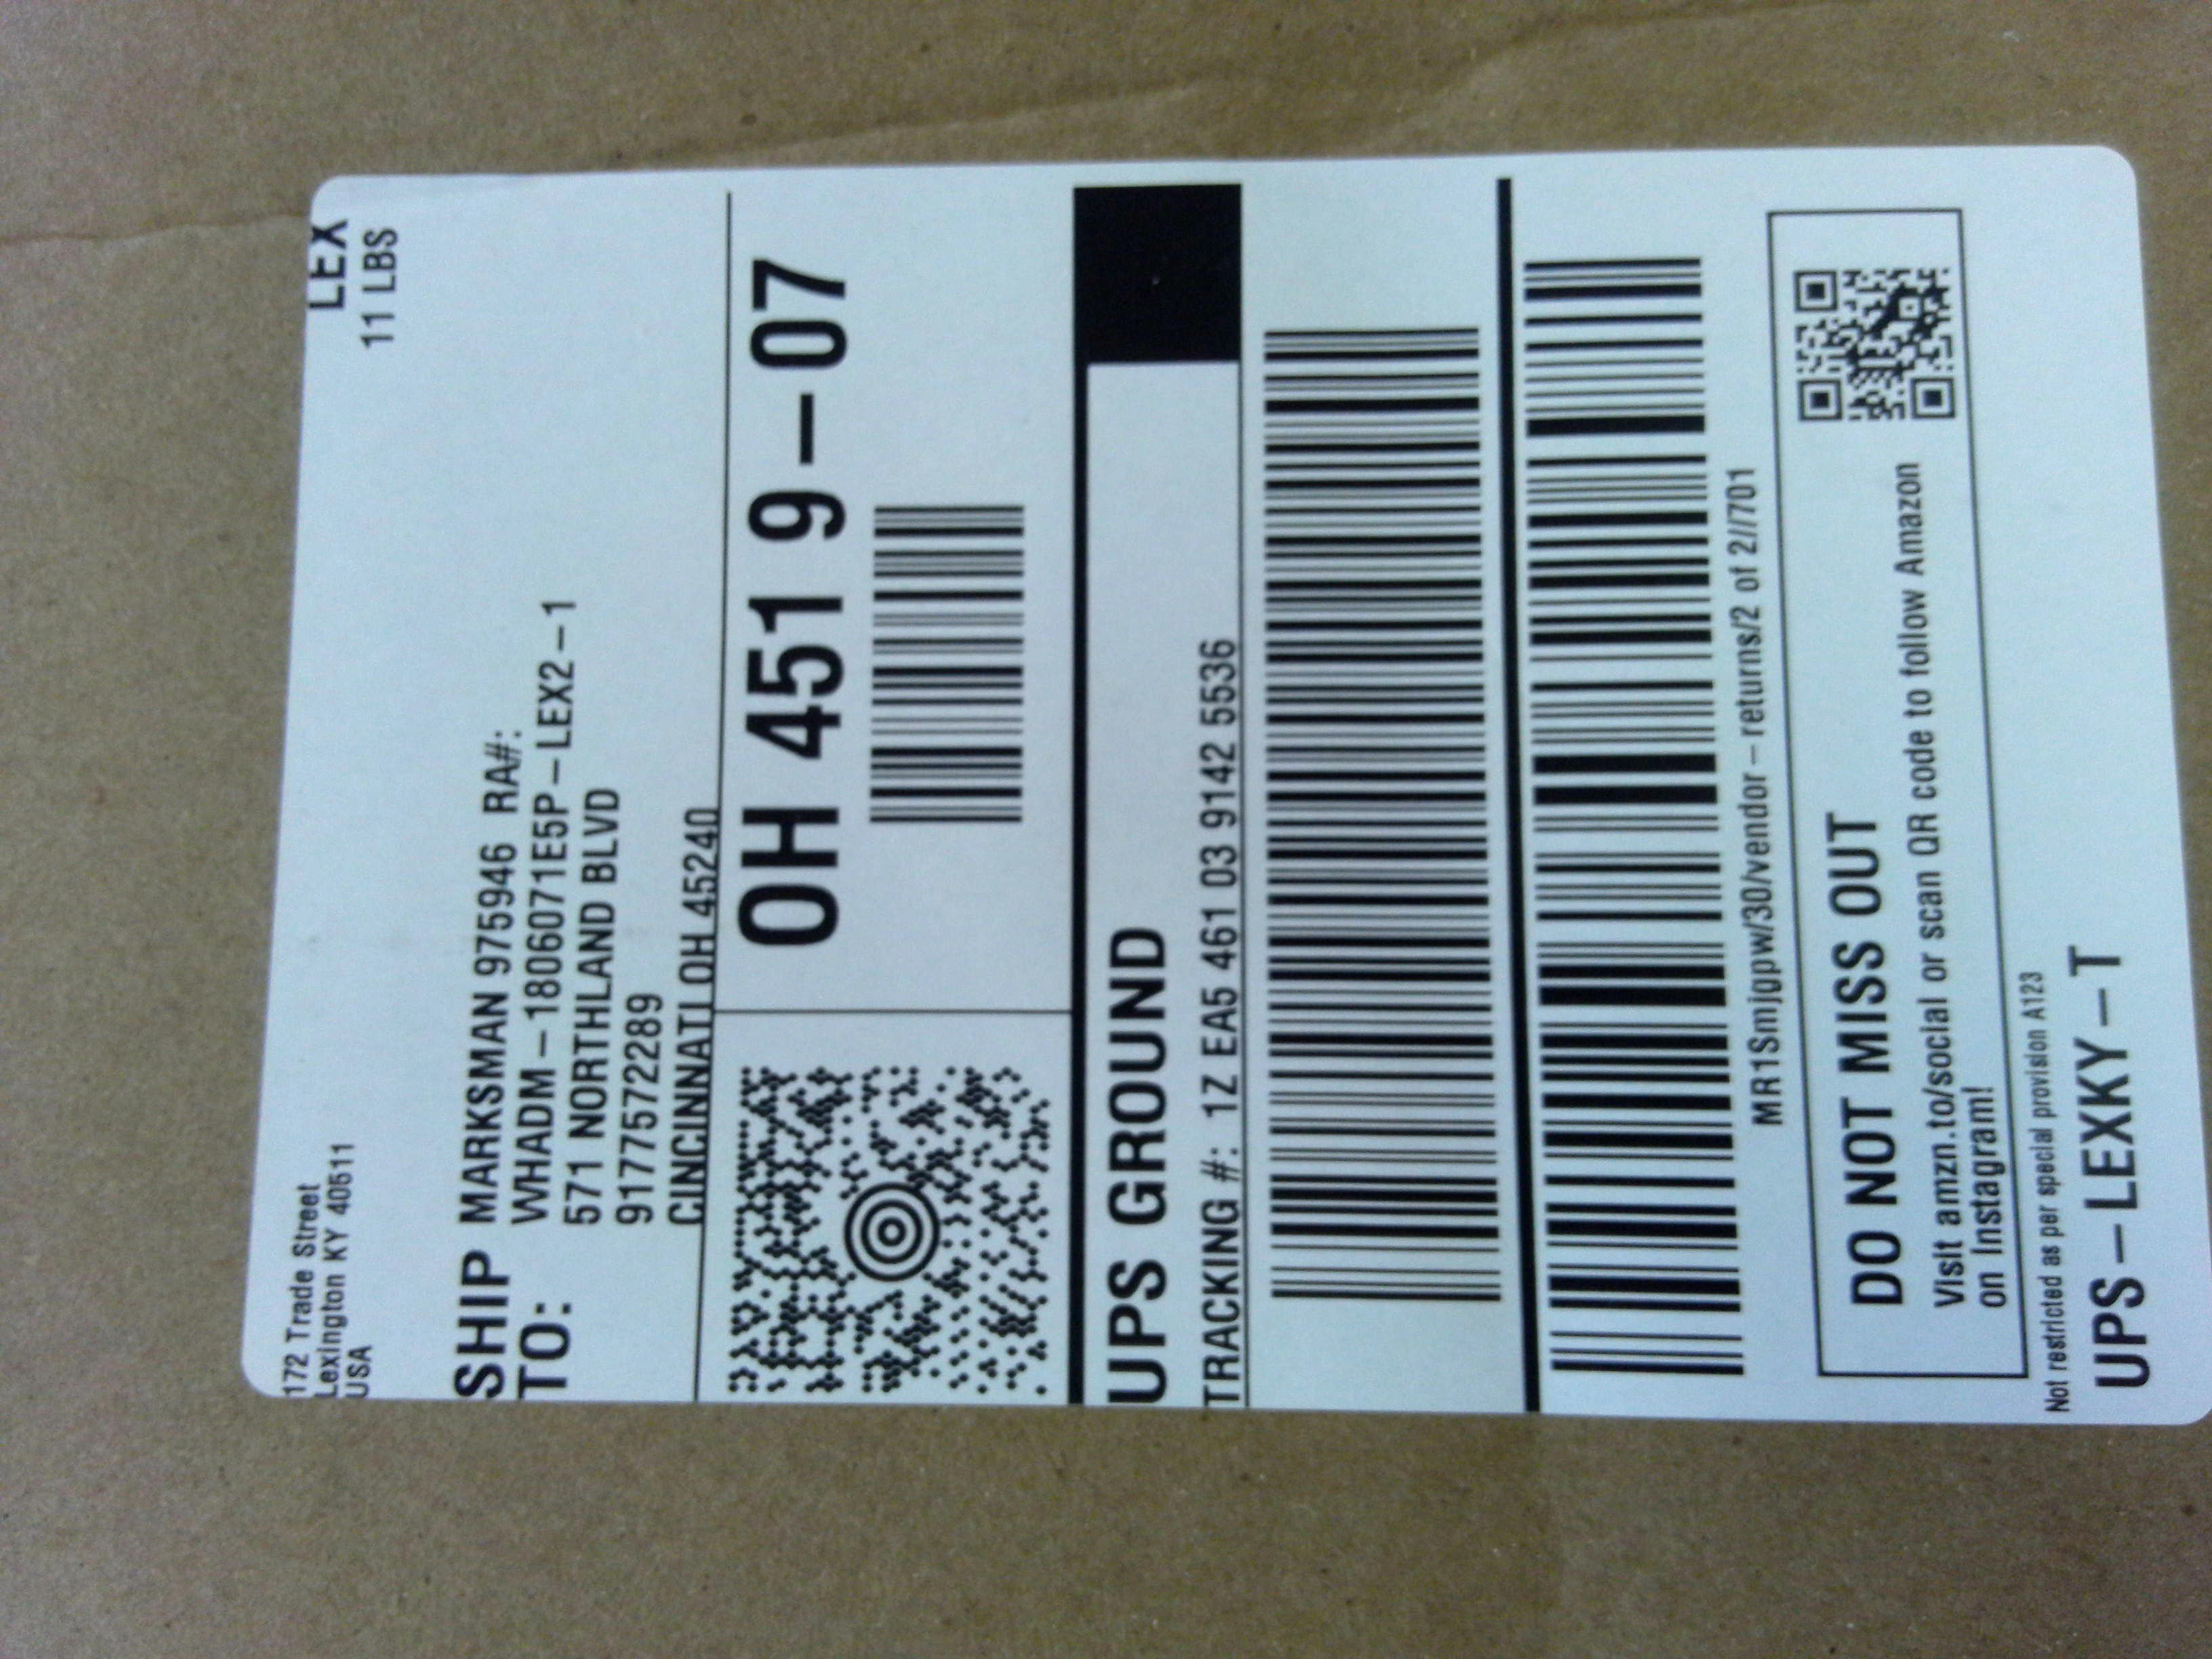 172 Trade Street
Lexington KY 40511
USA
LEX
11 LBS
SHIP TO:
MARKSMAN 975946 RA#:
WHADM-1806071E5P-LEX2-1
571 NORTHLAND BLVD
9177572289
CINCINNATI OH 45240
OH 451 9-07
UPS GROUND
TRACKING #: 1Z EA5 461 03 9142 5536
MR1Smjgpw/30/vendor-returns/2 of 2//701
DO NOT MISS OUT
Visit amzn.to/social or scan QR code to follow Amazon
on Instagram!
Not restricted as per special provision A123
UPS-LEXKY-T